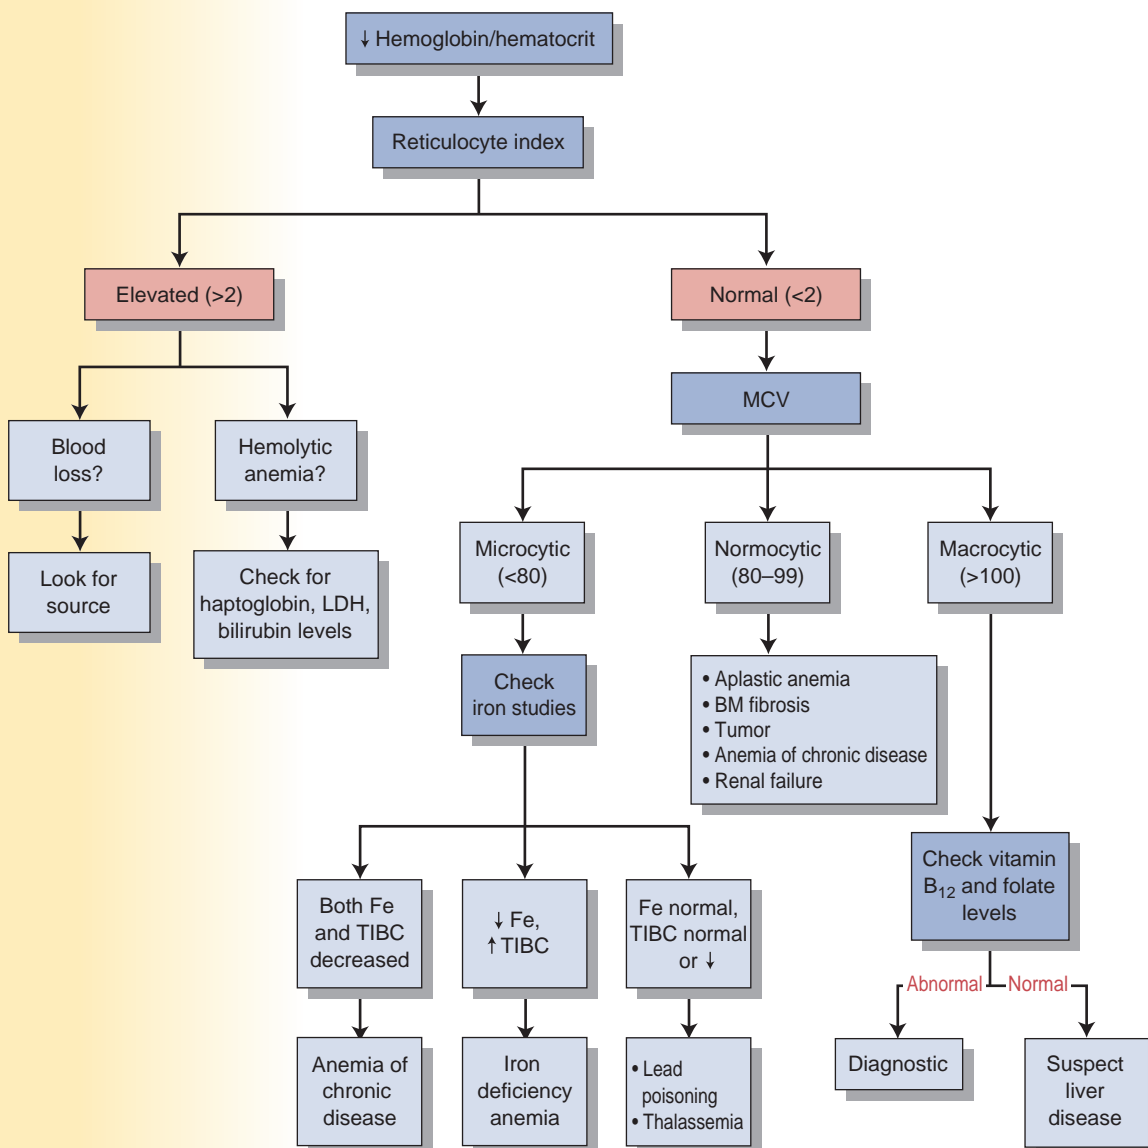 ↓ Hemoglobin/hematocrit
Reticulocyte index
Elevated (>2)
Normal (<2)
MCV
Blood
loss?
Hemolytic
anemia?
Look for
source
Check for
haptoglobin, LDH,
bilirubin levels
Microcytic
(<80)
Normocytic
(80–99)
Macrocytic
(>100)
Check
iron studies
• Aplastic anemia
• BM fibrosis
• Tumor
• Anemia of chronic disease
• Renal failure
Both Fe
and TIBC
decreased
↓ Fe,
↑ TIBC
Fe normal,
TIBC normal
or ↓
Check vitamin
B₁₂ and folate
levels
Abnormal
Normal
Anemia of
chronic
disease
Iron
deficiency
anemia
• Lead
poisoning
• Thalassemia
Diagnostic
Suspect
liver
disease